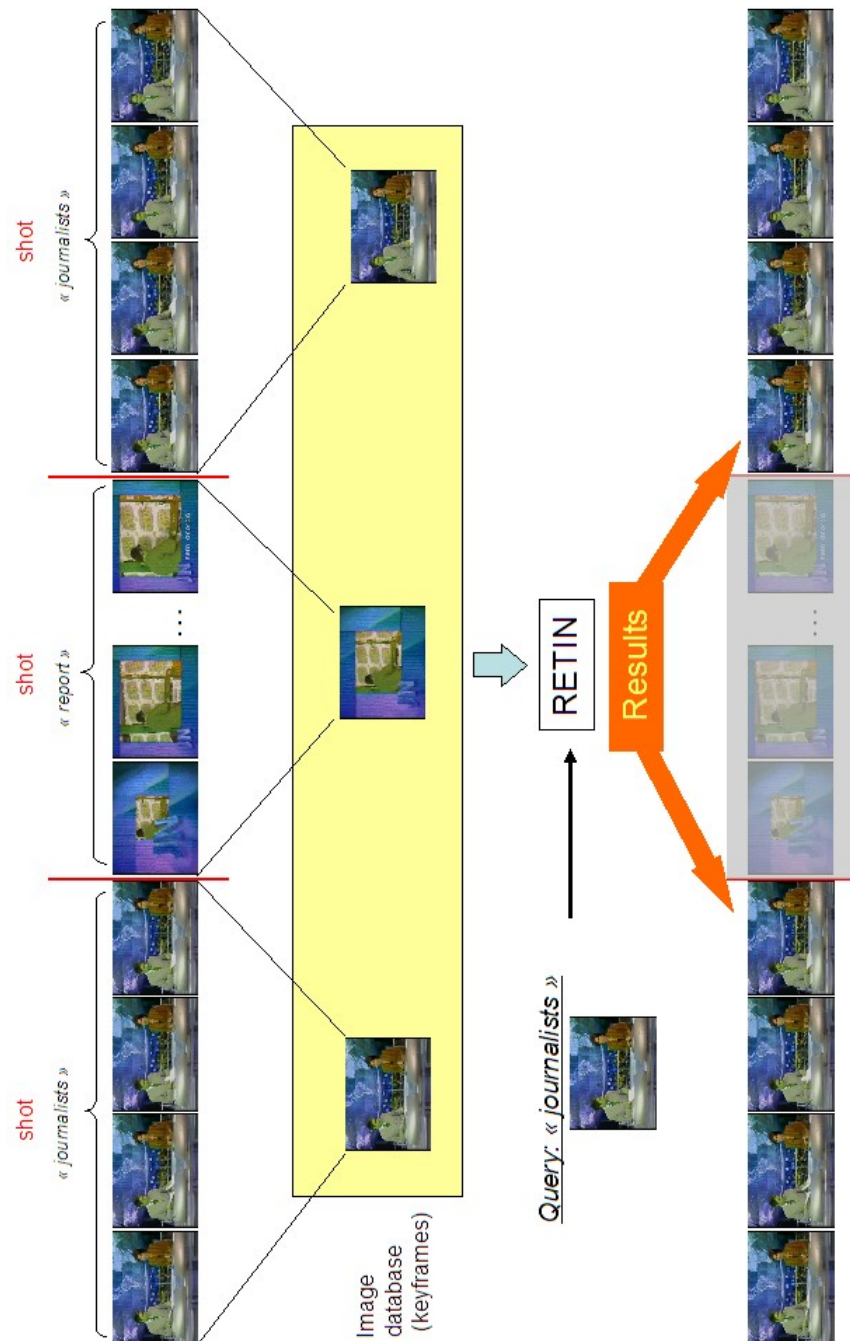 shot
shot
shot
« journalists »
« report »
« journalists »
...
Image
database
(keyframes)
Query: « journalists »
RETIN
Results
...